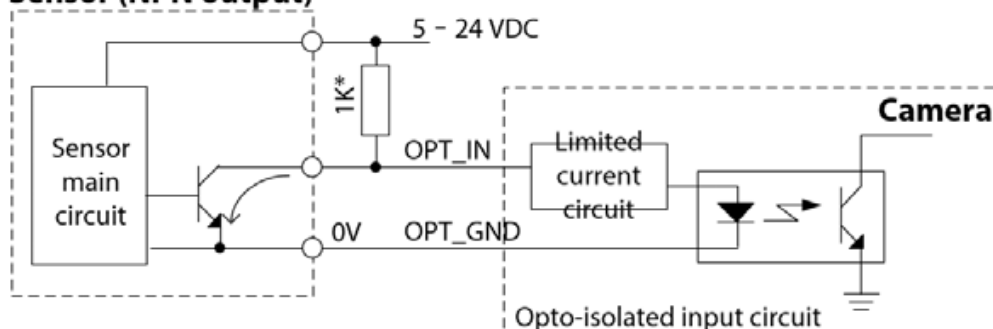 Sensor (NPN output)
5 - 24 VDC
1K*
Camera
Sensor
main
circuit
OPT_IN
Limited
current
circuit
0V
OPT_GND
Opto-isolated input circuit